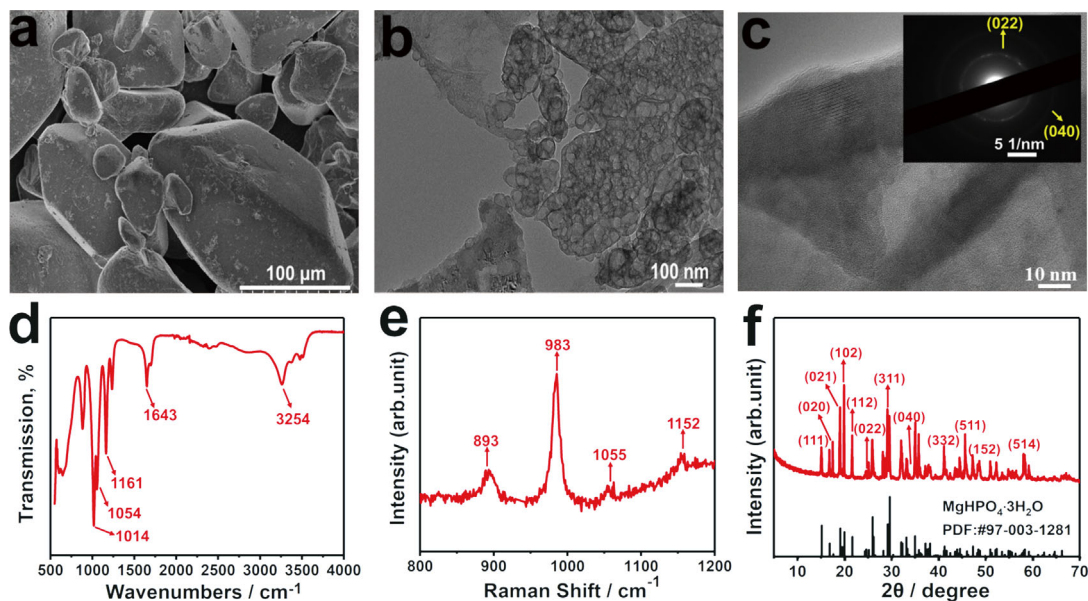 a
100 μm
b
100 nm
c
(022)
(040)
5 1/nm
10 nm
d
Transmission, %
1643
3254
1161
1054
1014
500 1000 1500 2000 2500 3000 3500 4000
Wavenumbers / cm-1
e
Intensity (arb.unit)
983
893
1055
1152
800 900 1000 1100 1200
Raman Shift / cm-1
f
Intensity (arb.unit)
(102)
(021)
(311)
(020)
(112)
(040)
(511)
(111)
(022)
(332)
(152)
(514)
MgHPO4·3H2O
PDF:#97-003-1281
10 20 30 40 50 60 70
2θ / degree